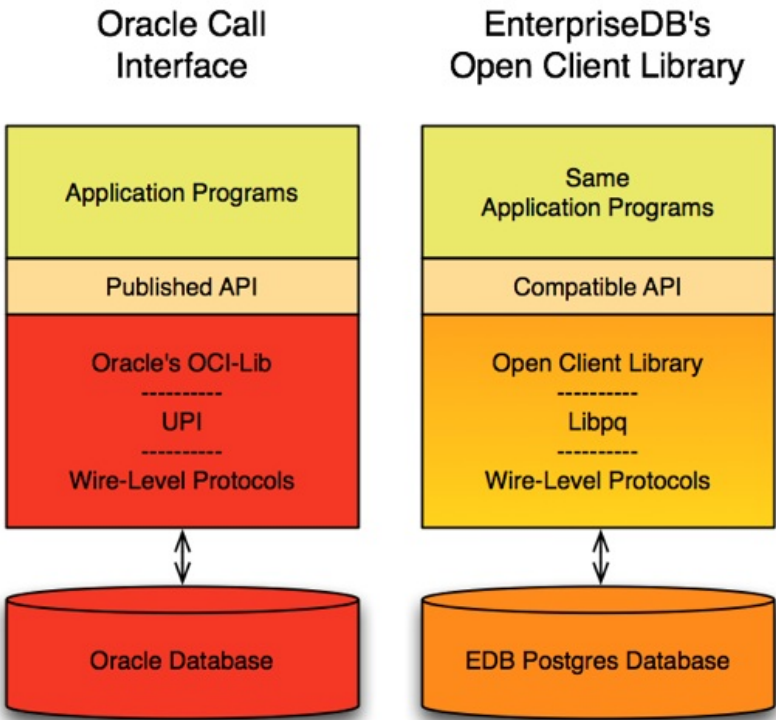 Oracle Call
Interface
Application Programs
Published API
Oracle's OCI-Lib
----------
UPI
----------
Wire-Level Protocols
Oracle Database
EnterpriseDB's
Open Client Library
Same
Application Programs
Compatible API
Open Client Library
----------
Libpq
----------
Wire-Level Protocols
EDB Postgres Database